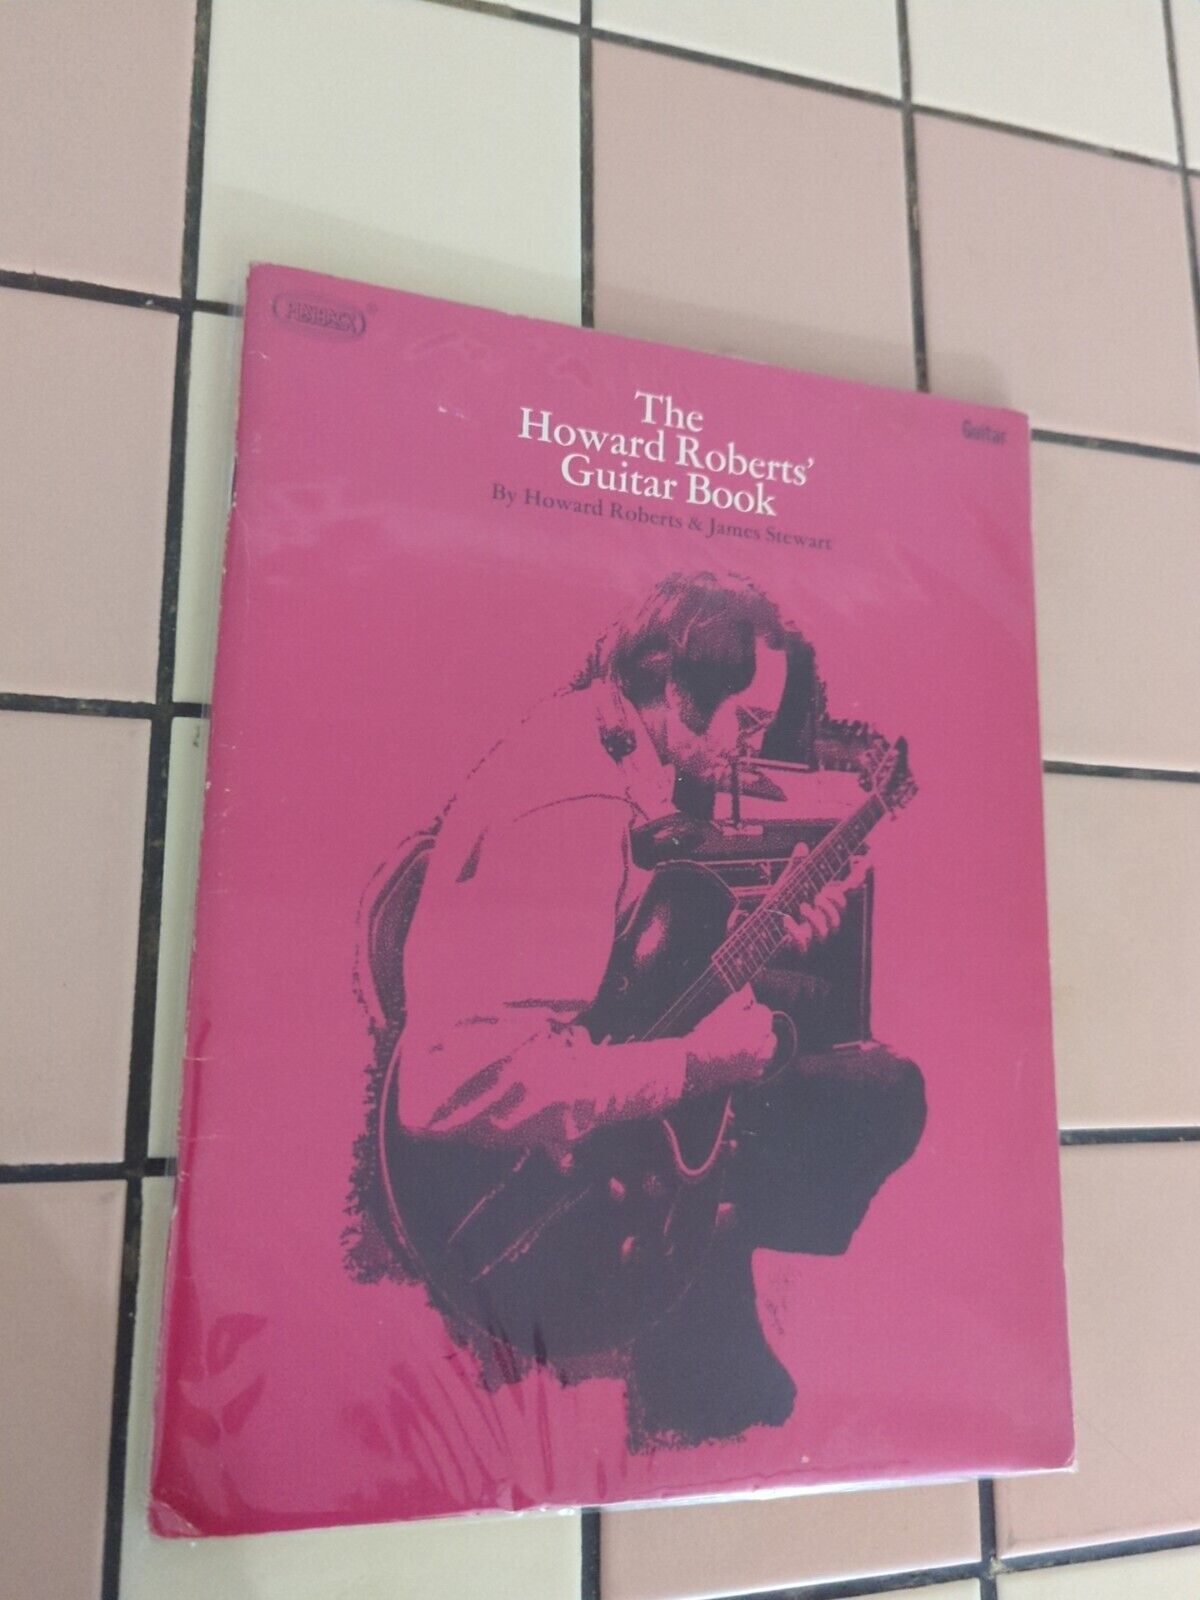 PLAYBACK®
Guitar
The
Howard Roberts'
Guitar Book
By Howard Roberts & James Stewart